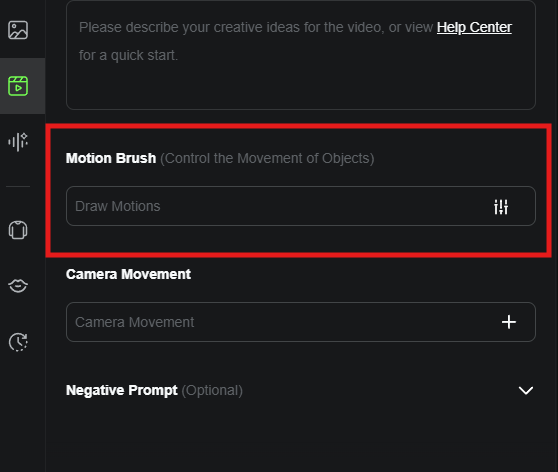 Please describe your creative ideas for the video, or view Help Center
for a quick start.
Motion Brush (Control the Movement of Objects)
Draw Motions
Camera Movement
Camera Movement
Negative Prompt (Optional)